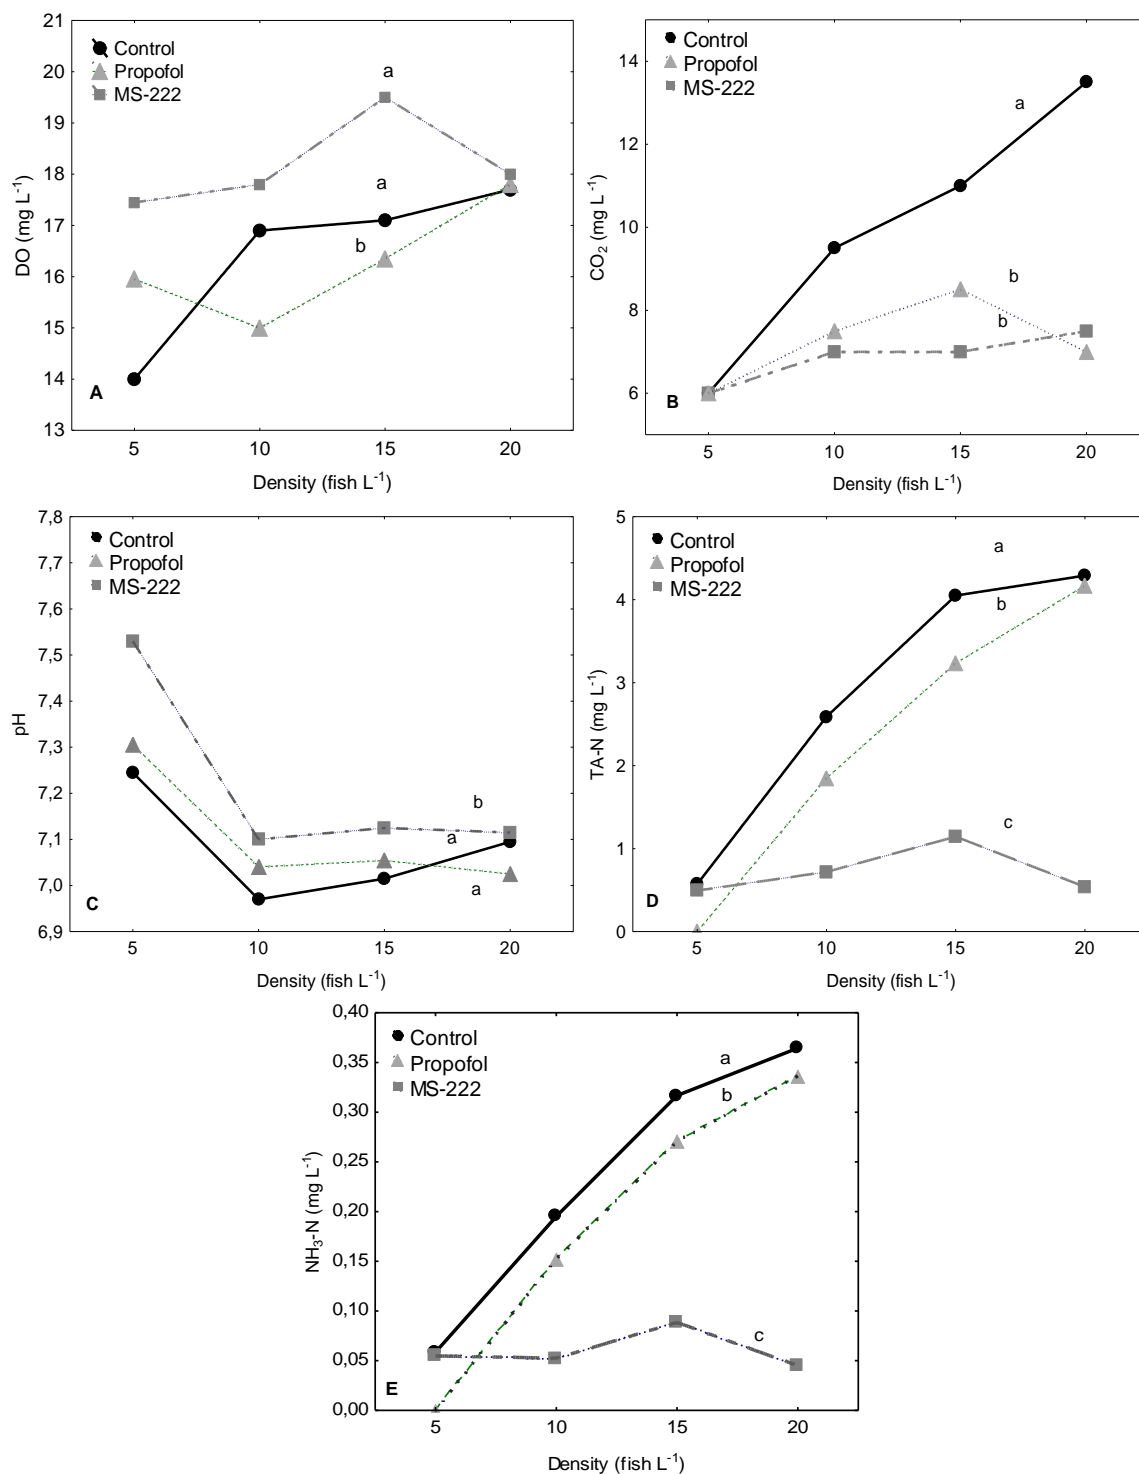 Control
Propofol
MS-222
21
20
19
18
17
16
15
14
13
DO (mg L-1)
a
a
b
A
5 10 15 20
Density (fish L-1)
Control
Propofol
MS-222
14
12
10
8
6
CO2 (mg L-1)
a
b
b
B
5 10 15 20
Density (fish L-1)
7,8
7,7
7,6
7,5
7,4
7,3
7,2
7,1
7,0
6,9
Control
Propofol
MS-222
pH
b
a
a
C
5 10 15 20
Density (fish L-1)
5
4
3
2
1
0
Control
Propofol
MS-222
TA-N (mg L-1)
a
b
c
D
5 10 15 20
Density (fish L-1)
0,40
0,35
0,30
0,25
0,20
0,15
0,10
0,05
0,00
Control
Propofol
MS-222
NH3-N (mg L-1)
a
b
c
E
5 10 15 20
Density (fish L-1)